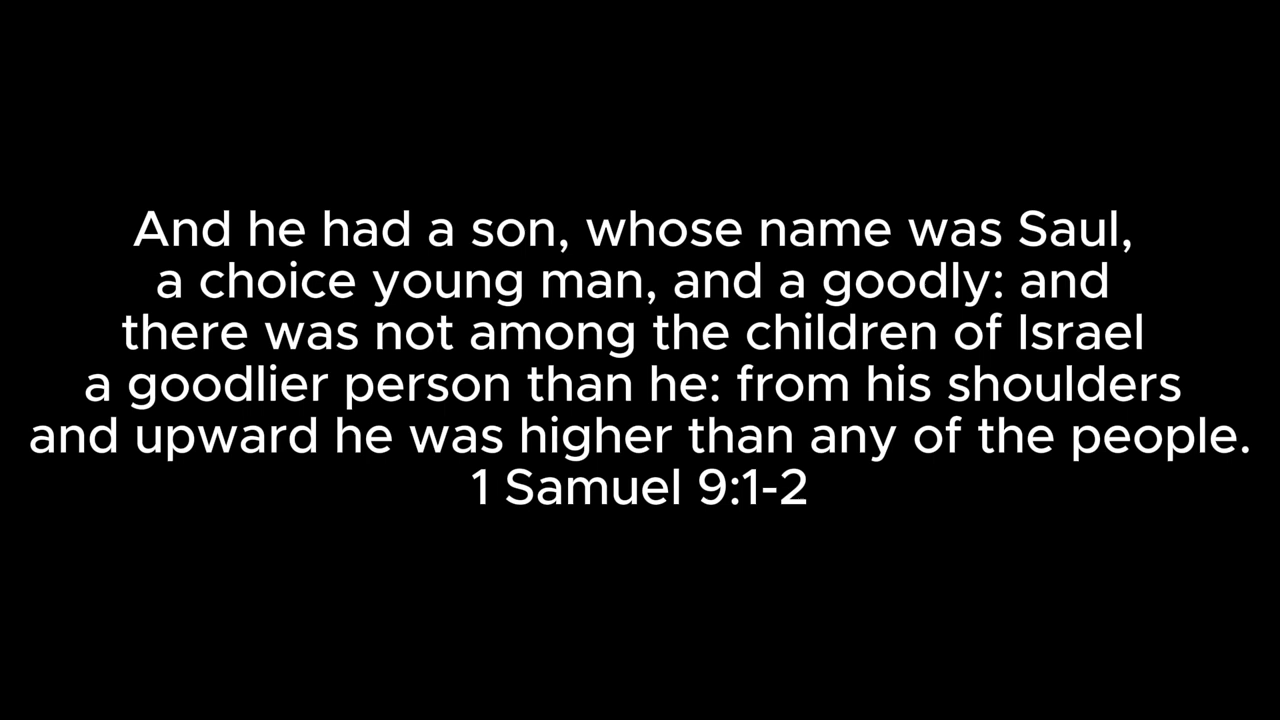 And he had a son, whose name was Saul,
a choice young man, and a goodly: and
there was not among the children of Israel
a goodlier person than he: from his shoulders
and upward he was higher than any of the people.
1 Samuel 9:1-2